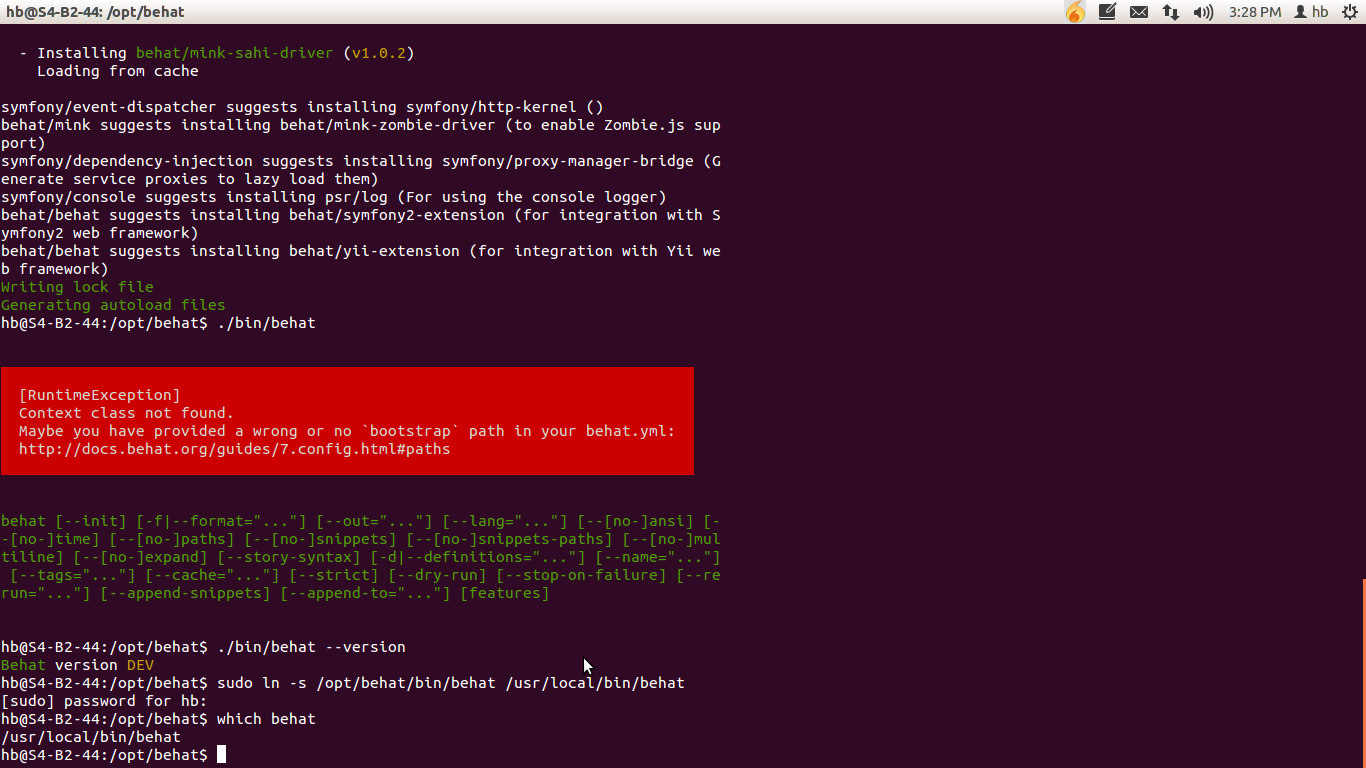 hb@S4-B2-44: /opt/behat
3:28 PM
hb
- Installing behat/mink-sahi-driver (v1.0.2)
Loading from cache
symfony/event-dispatcher suggests installing symfony/http-kernel ()
behat/mink suggests installing behat/mink-zombie-driver (to enable Zombie.js sup
port)
symfony/dependency-injection suggests installing symfony/proxy-manager-bridge (G
enerate service proxies to lazy load them)
symfony/console suggests installing psr/log (For using the console logger)
behat/behat suggests installing behat/symfony2-extension (for integration with S
ymfony2 web framework)
behat/behat suggests installing behat/yii-extension (for integration with Yii we
b framework)
Writing lock file
Generating autoload files
hb@S4-B2-44:/opt/behat$ ./bin/behat
[RuntimeException]
Context class not found.
Maybe you have provided a wrong or no `bootstrap` path in your behat.yml:
http://docs.behat.org/guides/7.config.html#paths
behat [--init] [-f|--format="..."] [--out="..."] [--lang="..."] [--[no-]ansi] [-
-[no-]time] [--[no-]paths] [--[no-]snippets] [--[no-]snippets-paths] [--[no-]mul
tiline] [--[no-]expand] [--story-syntax] [-d|--definitions="..."] [--name="..."]
[--tags="..."] [--cache="..."] [--strict] [--dry-run] [--stop-on-failure] [--re
run="..."] [--append-snippets] [--append-to="..."] [features]
hb@S4-B2-44:/opt/behat$ ./bin/behat --version
Behat version DEV
hb@S4-B2-44:/opt/behat$ sudo ln -s /opt/behat/bin/behat /usr/local/bin/behat
[sudo] password for hb:
hb@S4-B2-44:/opt/behat$ which behat
/usr/local/bin/behat
hb@S4-B2-44:/opt/behat$